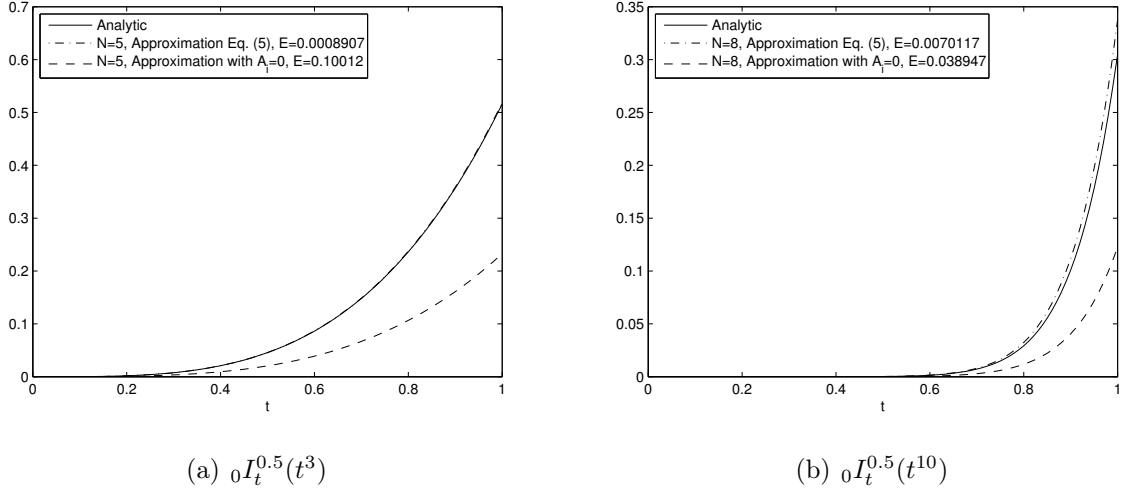 0.7
0.6
0.5
0.4
0.3
0.2
0.1
0
0 0.2 0.4 0.6 0.8 1
t
Analytic
N=5, Approximation Eq. (5), E=0.0008907
N=5, Approximation with A_i=0, E=0.10012
(a) ₀I_t^{0.5}(t³)
0.35
0.3
0.25
0.2
0.15
0.1
0.05
0
0 0.2 0.4 0.6 0.8 1
t
Analytic
N=8, Approximation Eq. (5), E=0.0070117
N=8, Approximation with A_i=0, E=0.038947
(b) ₀I_t^{0.5}(t¹⁰)